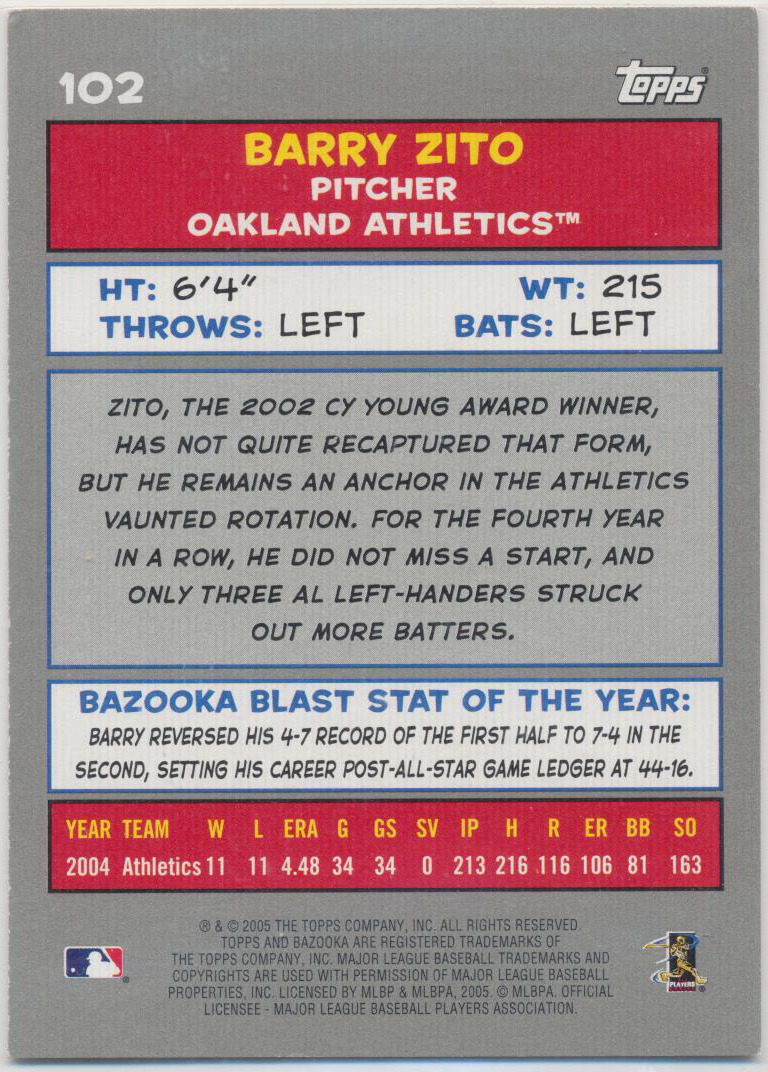 102
Topps®
BARRY ZITO
PITCHER
OAKLAND ATHLETICS™
HT: 6'4" WT: 215
THROWS: LEFT BATS: LEFT
ZITO, THE 2002 CY YOUNG AWARD WINNER,
HAS NOT QUITE RECAPTURED THAT FORM,
BUT HE REMAINS AN ANCHOR IN THE ATHLETICS
VAUNTED ROTATION. FOR THE FOURTH YEAR
IN A ROW, HE DID NOT MISS A START, AND
ONLY THREE AL LEFT-HANDERS STRUCK
OUT MORE BATTERS.
BAZOOKA BLAST STAT OF THE YEAR:
BARRY REVERSED HIS 4-7 RECORD OF THE FIRST HALF TO 7-4 IN THE
SECOND, SETTING HIS CAREER POST-ALL-STAR GAME LEDGER AT 44-16.
YEAR TEAM W L ERA G GS SV IP H R ER BB SO
2004 Athletics 11 11 4.48 34 34 0 213 216 116 106 81 163
® & © 2005 THE TOPPS COMPANY, INC. ALL RIGHTS RESERVED.
TOPPS AND BAZOOKA ARE REGISTERED TRADEMARKS OF
THE TOPPS COMPANY, INC. MAJOR LEAGUE BASEBALL TRADEMARKS AND
COPYRIGHTS ARE USED WITH PERMISSION OF MAJOR LEAGUE BASEBALL
PROPERTIES, INC. LICENSED BY MLBP & MLBPA, 2005. © MLBPA. OFFICIAL
LICENSEE - MAJOR LEAGUE BASEBALL PLAYERS ASSOCIATION.
PLAYERS